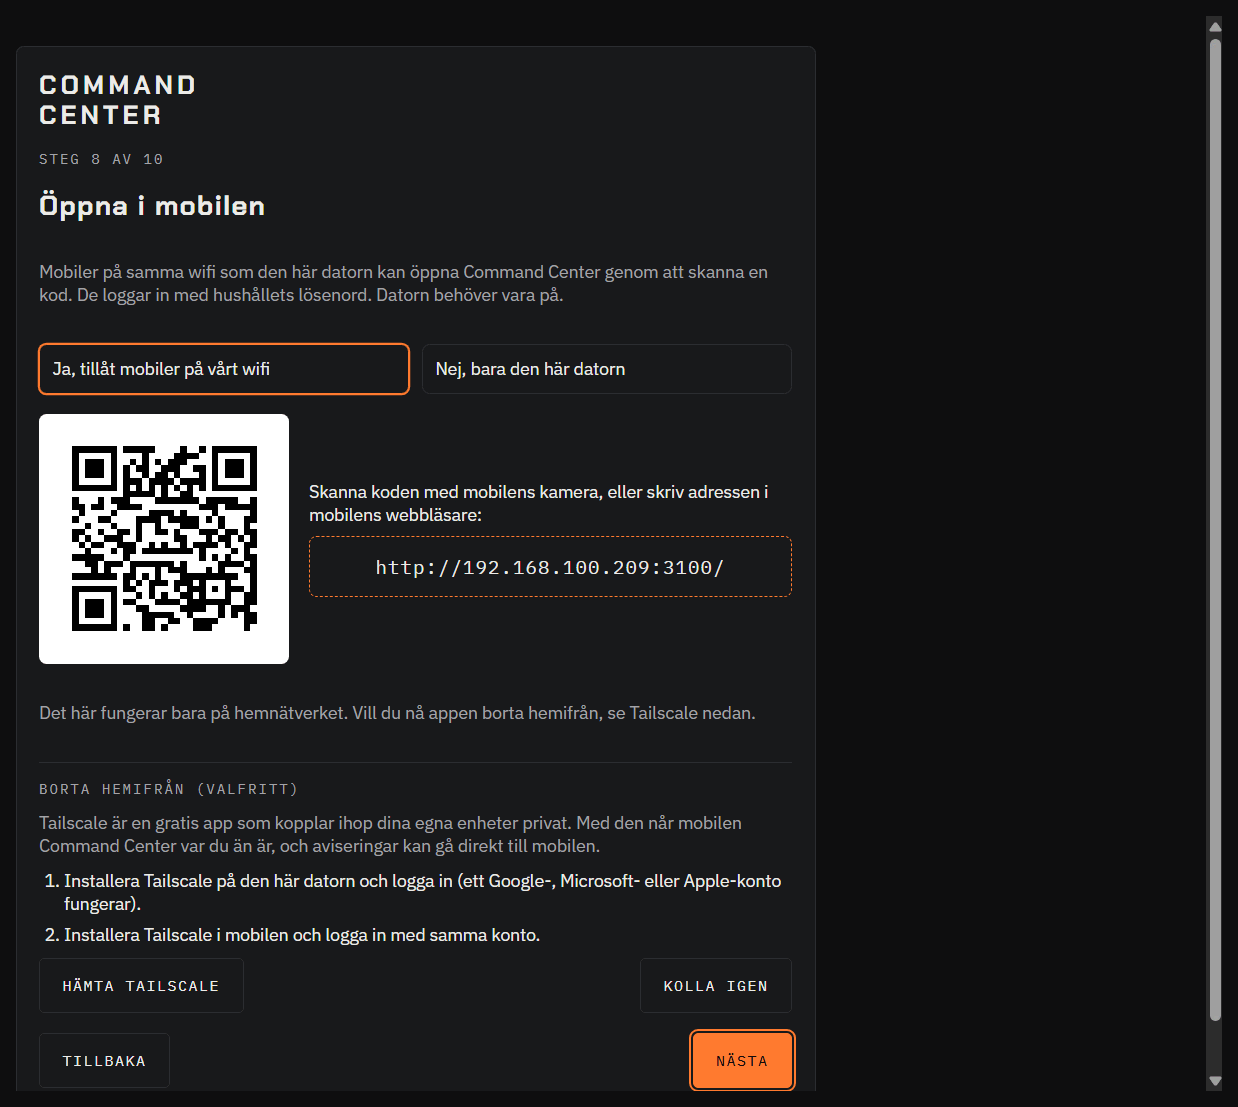 COMMAND
CENTER
STEG 8 AV 10
Öppna i mobilen
Mobiler på samma wifi som den här datorn kan öppna Command Center genom att skanna en
kod. De loggar in med hushållets lösenord. Datorn behöver vara på.
Ja, tillåt mobiler på vårt wifi
Nej, bara den här datorn
Skanna koden med mobilens kamera, eller skriv adressen i
mobilens webbläsare:
http://192.168.100.209:3100/
Det här fungerar bara på hemnätverket. Vill du nå appen borta hemifrån, se Tailscale nedan.
BORTA HEMIFRÅN (VALFRITT)
Tailscale är en gratis app som kopplar ihop dina egna enheter privat. Med den når mobilen
Command Center var du än är, och aviseringar kan gå direkt till mobilen.
1. Installera Tailscale på den här datorn och logga in (ett Google-, Microsoft- eller Apple-konto
fungerar).
2. Installera Tailscale i mobilen och logga in med samma konto.
HÄMTA TAILSCALE
KOLLA IGEN
TILLBAKA
NÄSTA